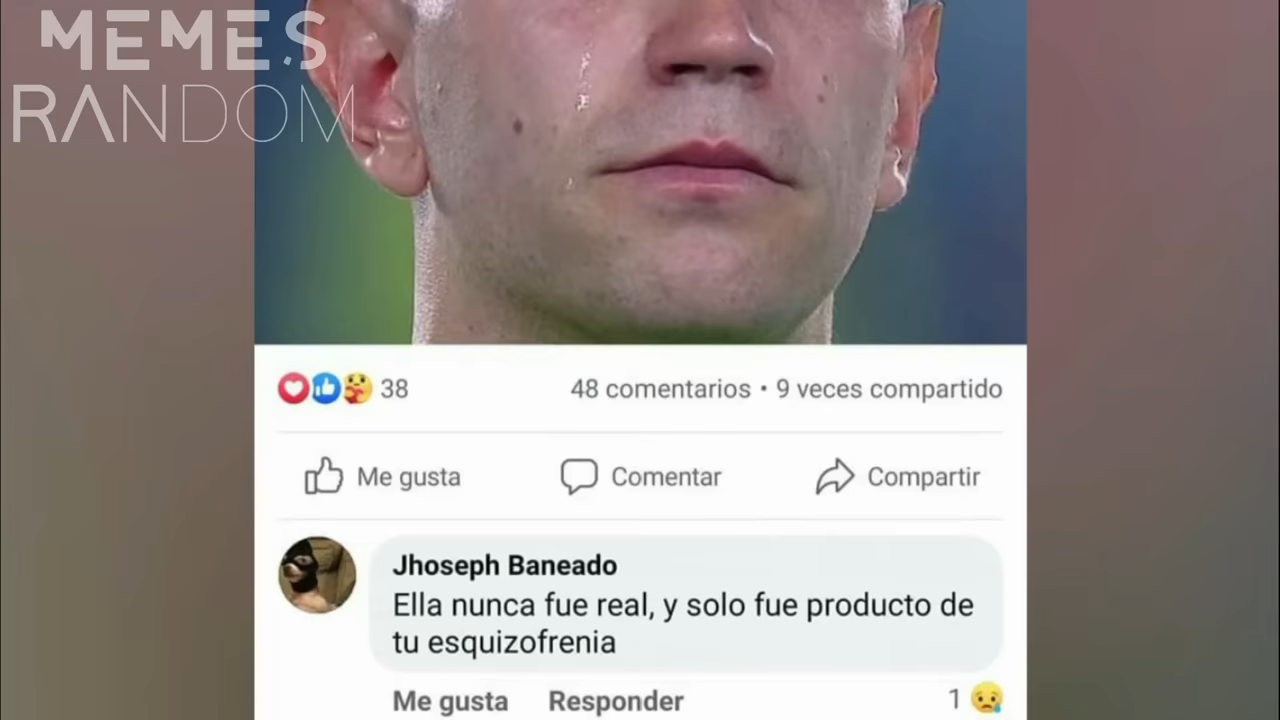 MEMES
RANDOM
38
48 comentarios • 9 veces compartido
Me gusta
Comentar
Compartir
Jhoseph Baneado
Ella nunca fue real, y solo fue producto de
tu esquizofrenia
Me gusta
Responder
1